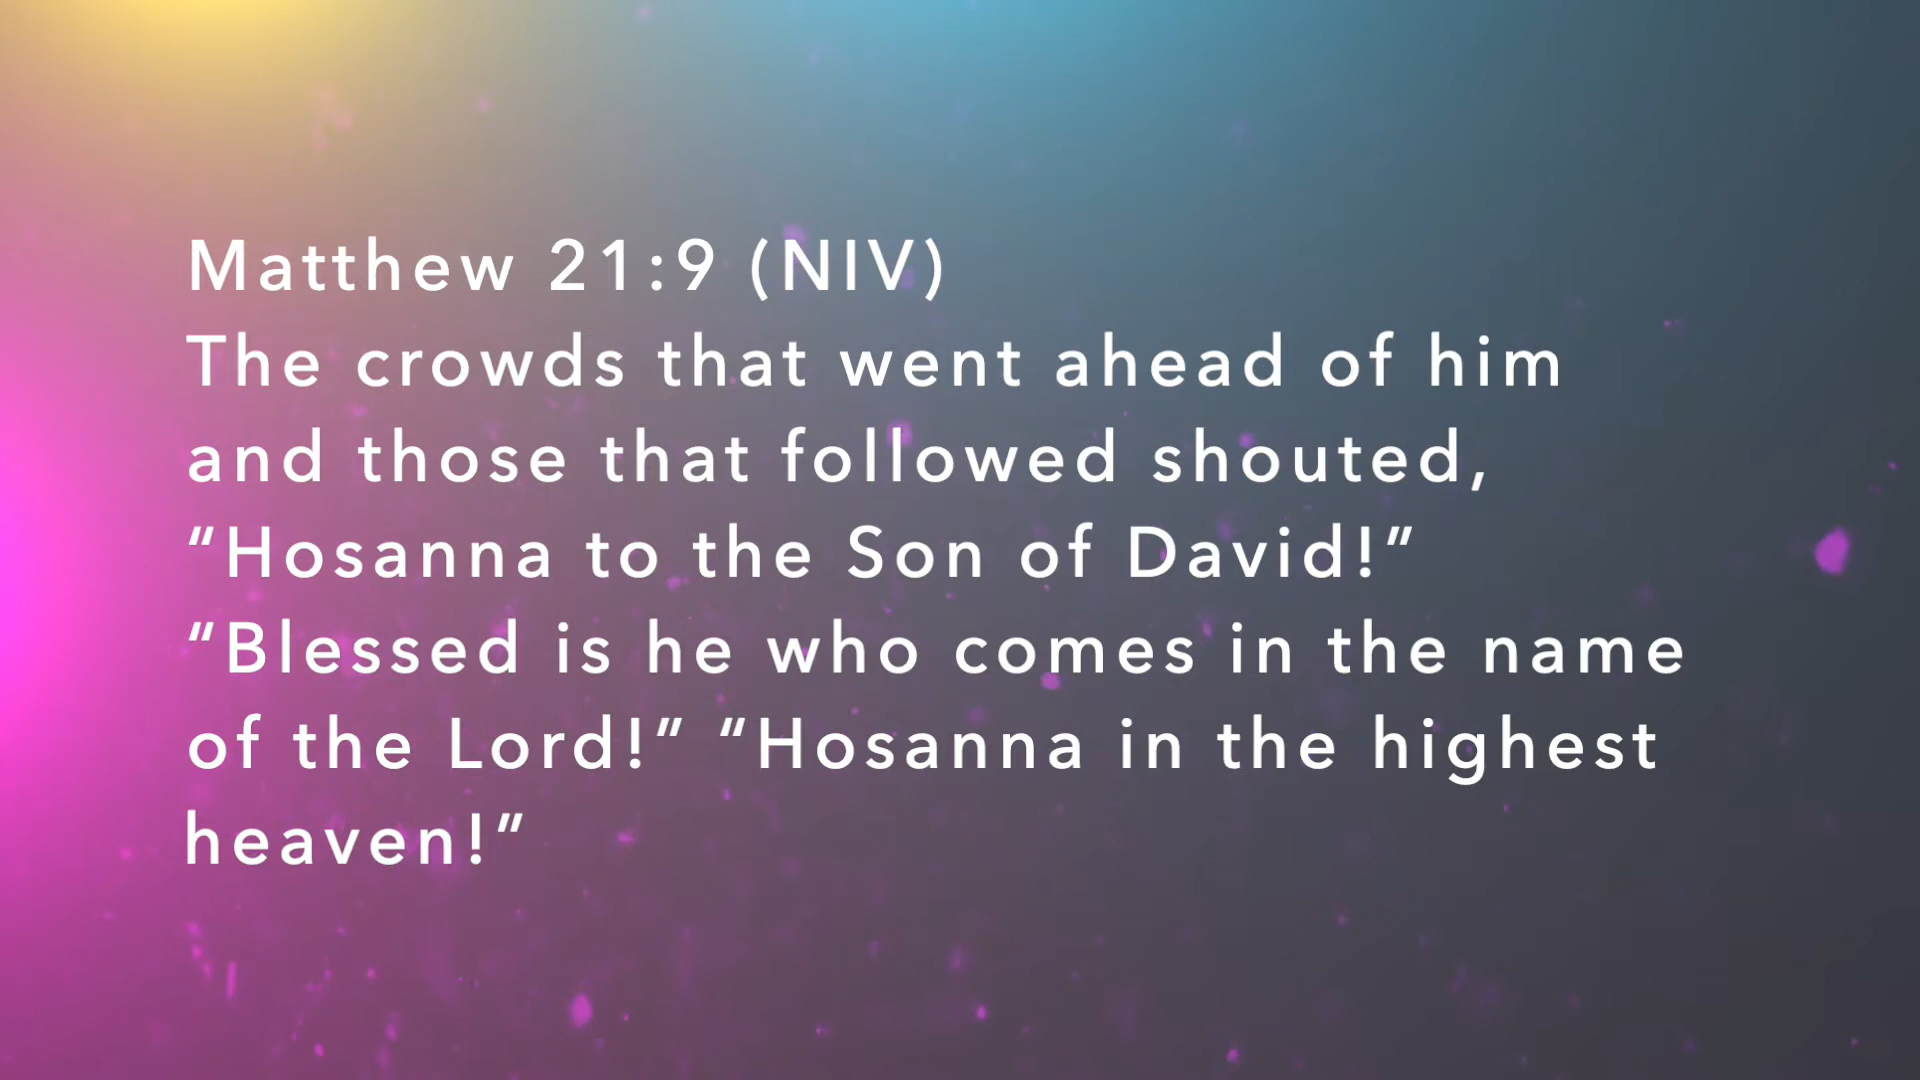 Matthew 21:9 (NIV)
The crowds that went ahead of him
and those that followed shouted,
“Hosanna to the Son of David!”
“Blessed is he who comes in the name
of the Lord!” “Hosanna in the highest
heaven!”